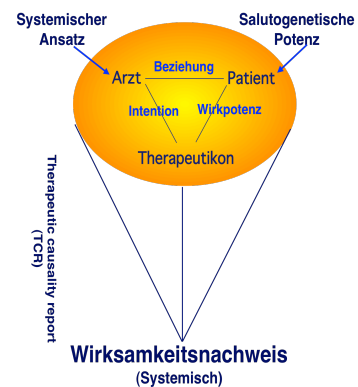 Systemischer
Ansatz
Salutogenetische
Potenz
Beziehung
Arzt
Patient
Intention
Wirkpotenz
Therapeutikon
Therapeutic causality report
(TCR)
Wirksamkeitsnachweis
(Systemisch)